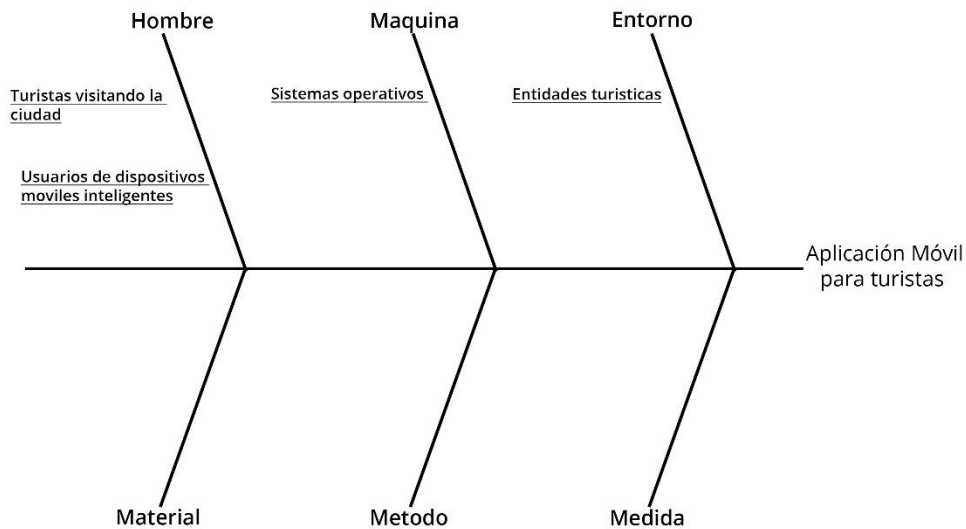 Hombre
Maquina
Entorno
Turistas visitando la
ciudad
Sistemas operativos
Entidades turisticas
Usuarios de dispositivos
moviles inteligentes
Aplicación Móvil
para turistas
Material
Metodo
Medida